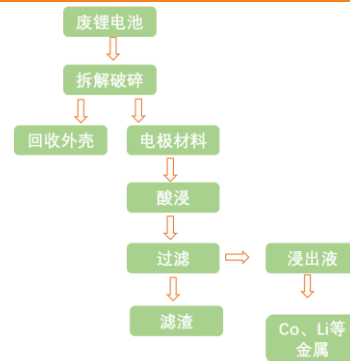 废锂电池
拆解破碎
回收外壳
电极材料
酸浸
过滤
浸出液
滤渣
Co、Li等
金属